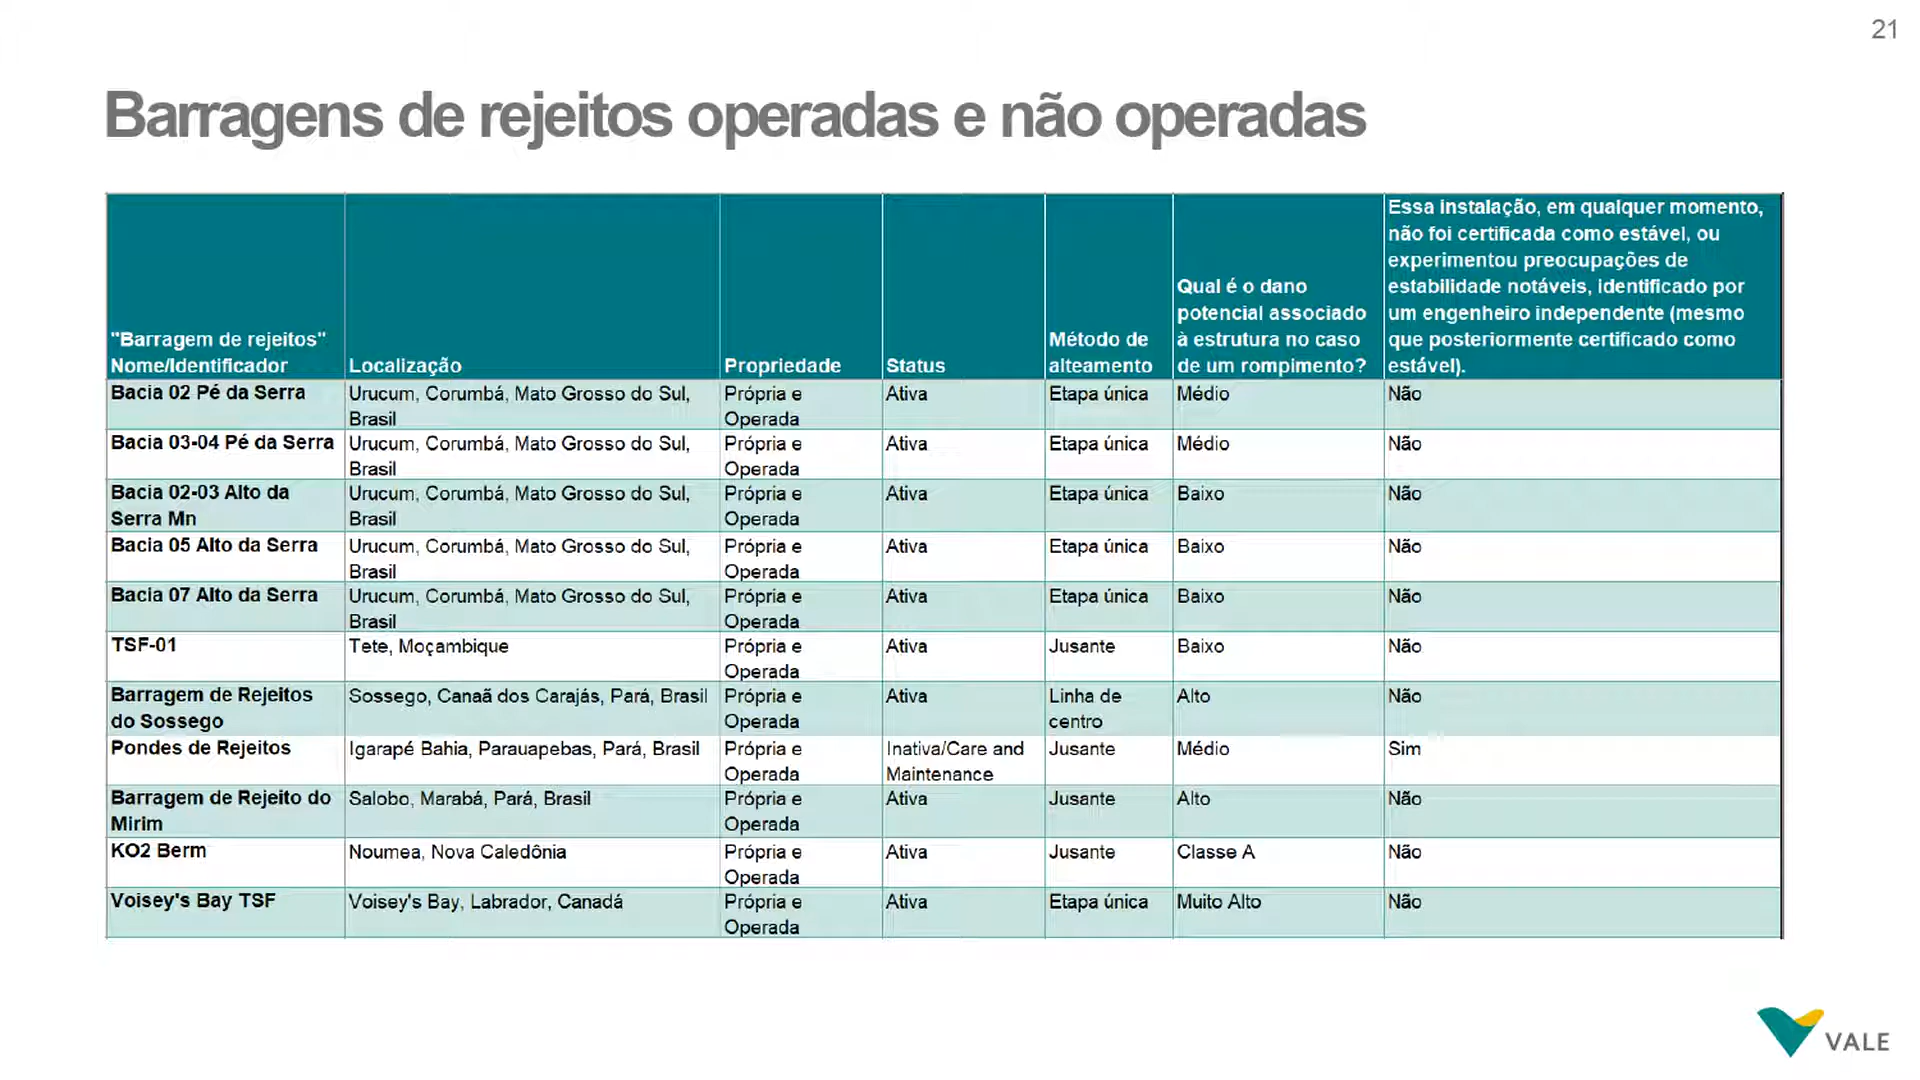 21
Barragens de rejeitos operadas e não operadas
"Barragem de rejeitos"
Nome/Identificador
Localização
Propriedade
Status
Método de
alteamento
Qual é o dano
potencial associado
à estrutura no caso
de um rompimento?
Essa instalação, em qualquer momento,
não foi certificada como estável, ou
experimentou preocupações de
estabilidade notáveis, identificado por
um engenheiro independente (mesmo
que posteriormente certificado como
estável).
Bacia 02 Pé da Serra
Urucum, Corumbá, Mato Grosso do Sul,
Brasil
Própria e
Operada
Ativa
Etapa única
Médio
Não
Bacia 03-04 Pé da Serra
Urucum, Corumbá, Mato Grosso do Sul,
Brasil
Própria e
Operada
Ativa
Etapa única
Médio
Não
Bacia 02-03 Alto da
Serra Mn
Urucum, Corumbá, Mato Grosso do Sul,
Brasil
Própria e
Operada
Ativa
Etapa única
Baixo
Não
Bacia 05 Alto da Serra
Urucum, Corumbá, Mato Grosso do Sul,
Brasil
Própria e
Operada
Ativa
Etapa única
Baixo
Não
Bacia 07 Alto da Serra
Urucum, Corumbá, Mato Grosso do Sul,
Brasil
Própria e
Operada
Ativa
Etapa única
Baixo
Não
TSF-01
Tete, Moçambique
Própria e
Operada
Ativa
Jusante
Baixo
Não
Barragem de Rejeitos
do Sossego
Sossego, Canaã dos Carajás, Pará, Brasil
Própria e
Operada
Ativa
Linha de
centro
Alto
Não
Pondes de Rejeitos
Igarapé Bahia, Parauapebas, Pará, Brasil
Própria e
Operada
Inativa/Care and
Maintenance
Jusante
Médio
Sim
Barragem de Rejeito do
Mirim
Salobo, Marabá, Pará, Brasil
Própria e
Operada
Ativa
Jusante
Alto
Não
KO2 Berm
Noumea, Nova Caledônia
Própria e
Operada
Ativa
Jusante
Classe A
Não
Voisey's Bay TSF
Voisey's Bay, Labrador, Canadá
Própria e
Operada
Ativa
Etapa única
Muito Alto
Não
VALE